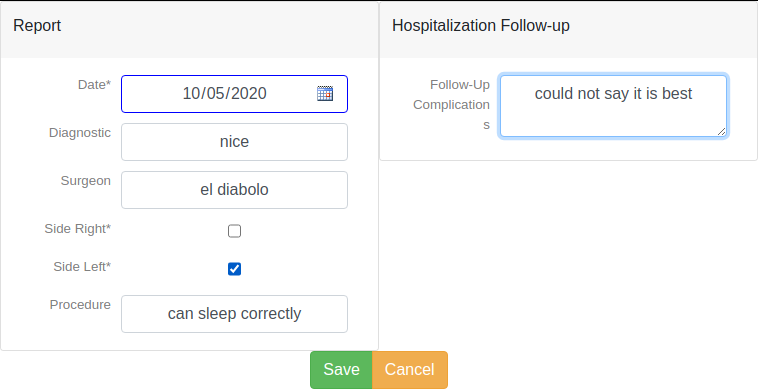 Report
Date*
10/05/2020
Diagnostic
nice
Surgeon
el diabolo
Side Right*
Side Left*
Procedure
can sleep correctly
Hospitalization Follow-up
Follow-Up
Complication
s
could not say it is best
Save
Cancel